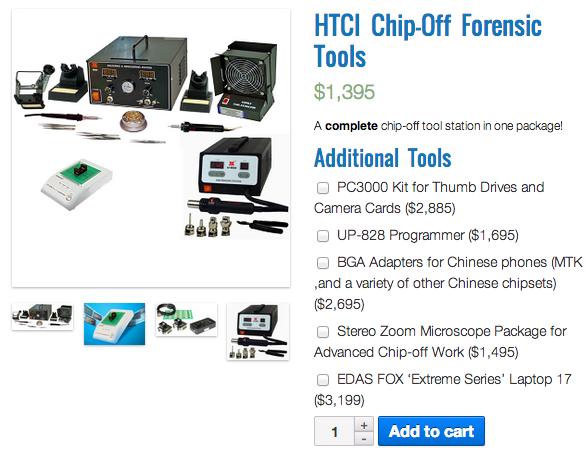 HTCI Chip-Off Forensic
Tools
$1,395
A complete chip-off tool station in one package!
Additional Tools
PC3000 Kit for Thumb Drives and
Camera Cards ($2,885)
UP-828 Programmer ($1,695)
BGA Adapters for Chinese phones (MTK
,and a variety of other Chinese chipsets)
($2,695)
Stereo Zoom Microscope Package for
Advanced Chip-off Work ($1,495)
EDAS FOX ‘Extreme Series’ Laptop 17
($3,199)
1
+
-
Add to cart